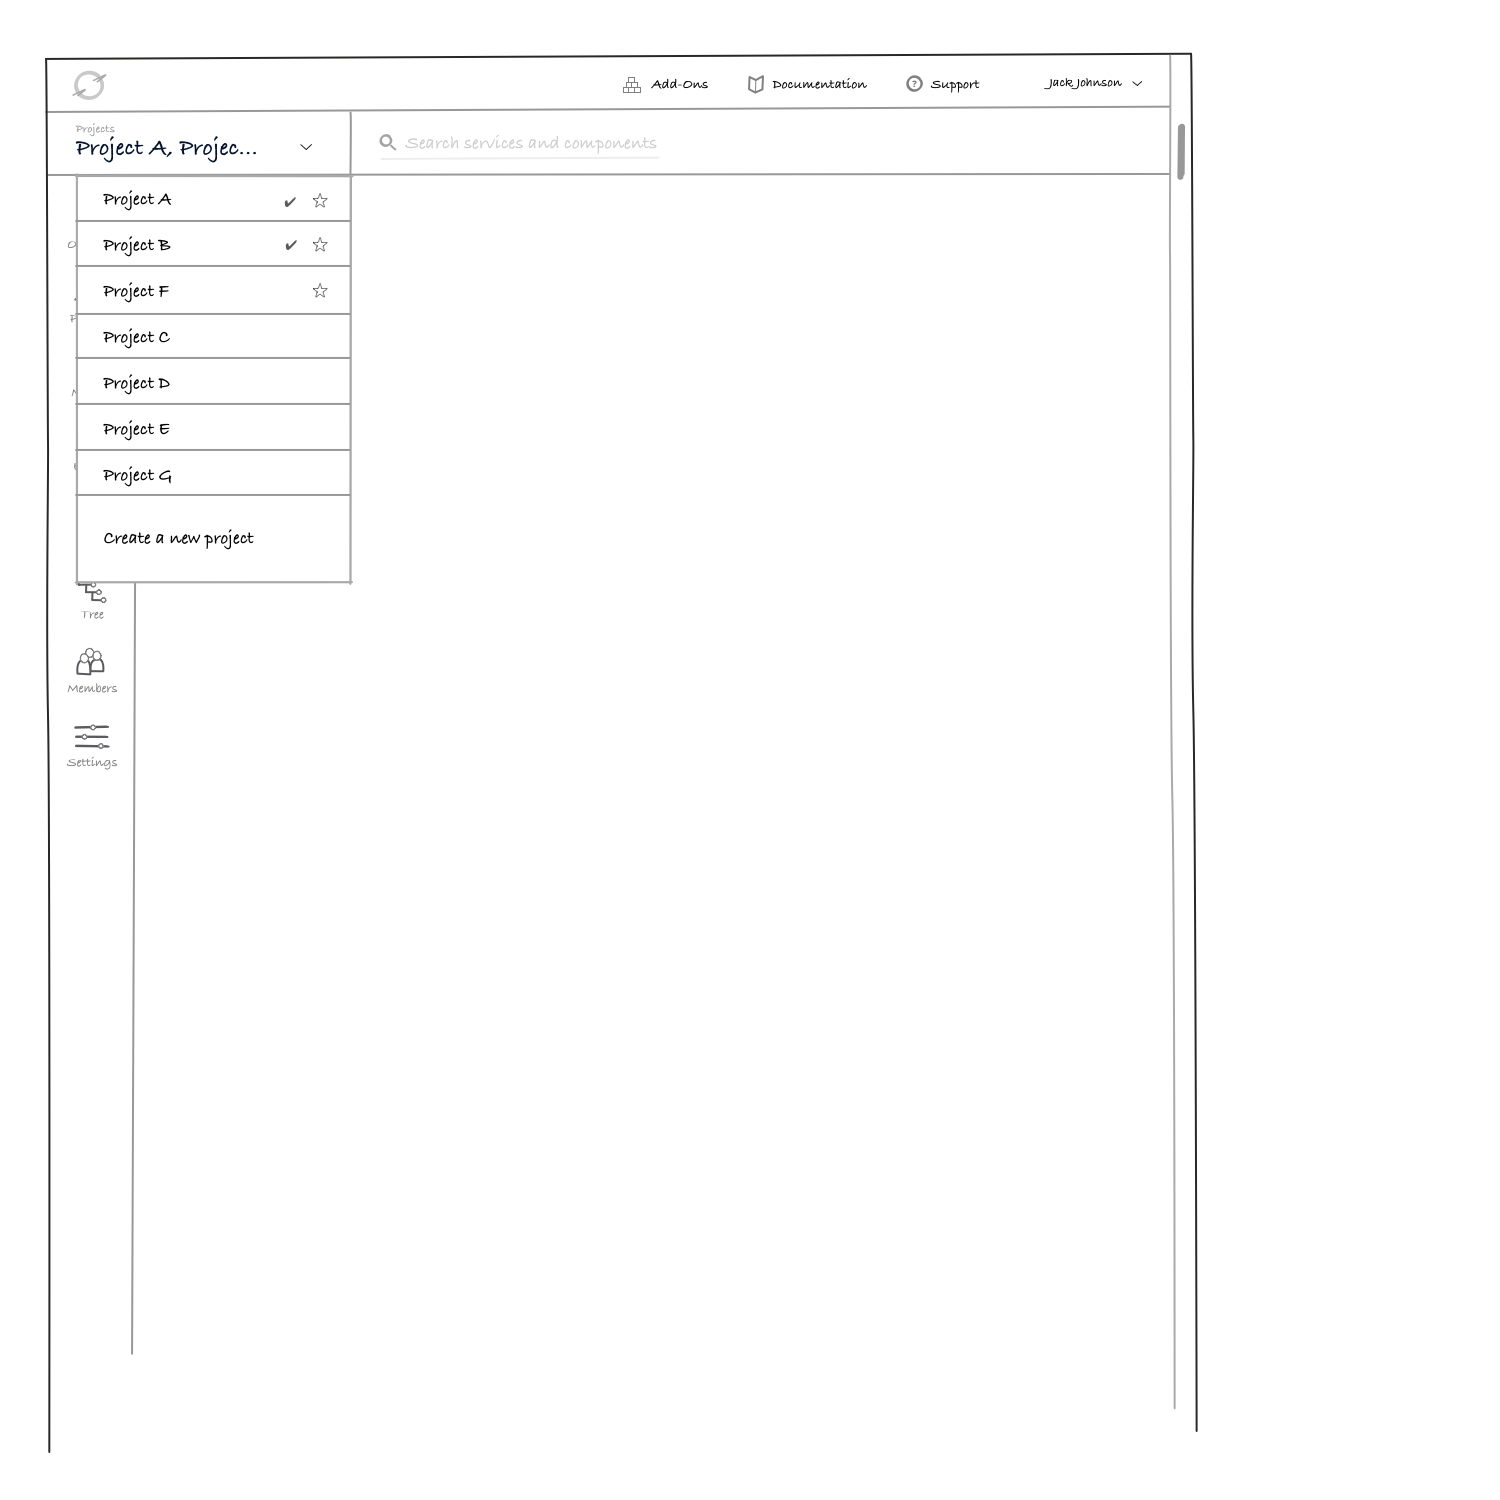 Add-Ons Documentation Support Jack Johnson
Projects
Project A, Projec...
Search services and components
Project A
Project B
Project F
Project C
Project D
Project E
Project G
Create a new project
Tree
Members
Settings